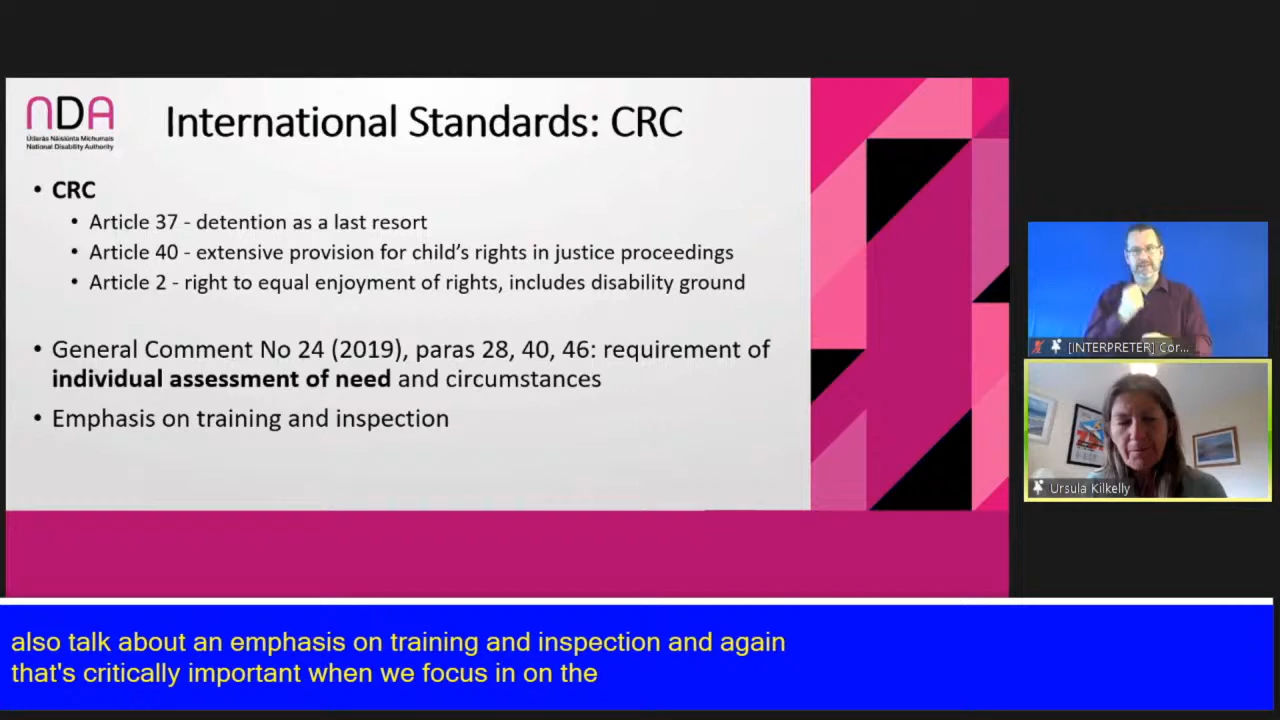 nDA
Údarás Náisiúnta Míchumais
National Disability Authority
International Standards: CRC
• CRC
• Article 37 - detention as a last resort
• Article 40 - extensive provision for child's rights in justice proceedings
• Article 2 - right to equal enjoyment of rights, includes disability ground
• General Comment No 24 (2019), paras 28, 40, 46: requirement of
individual assessment of need and circumstances
• Emphasis on training and inspection
[INTERPRETER] Cor...
Ursula Kilkelly
also talk about an emphasis on training and inspection and again
that's critically important when we focus in on the